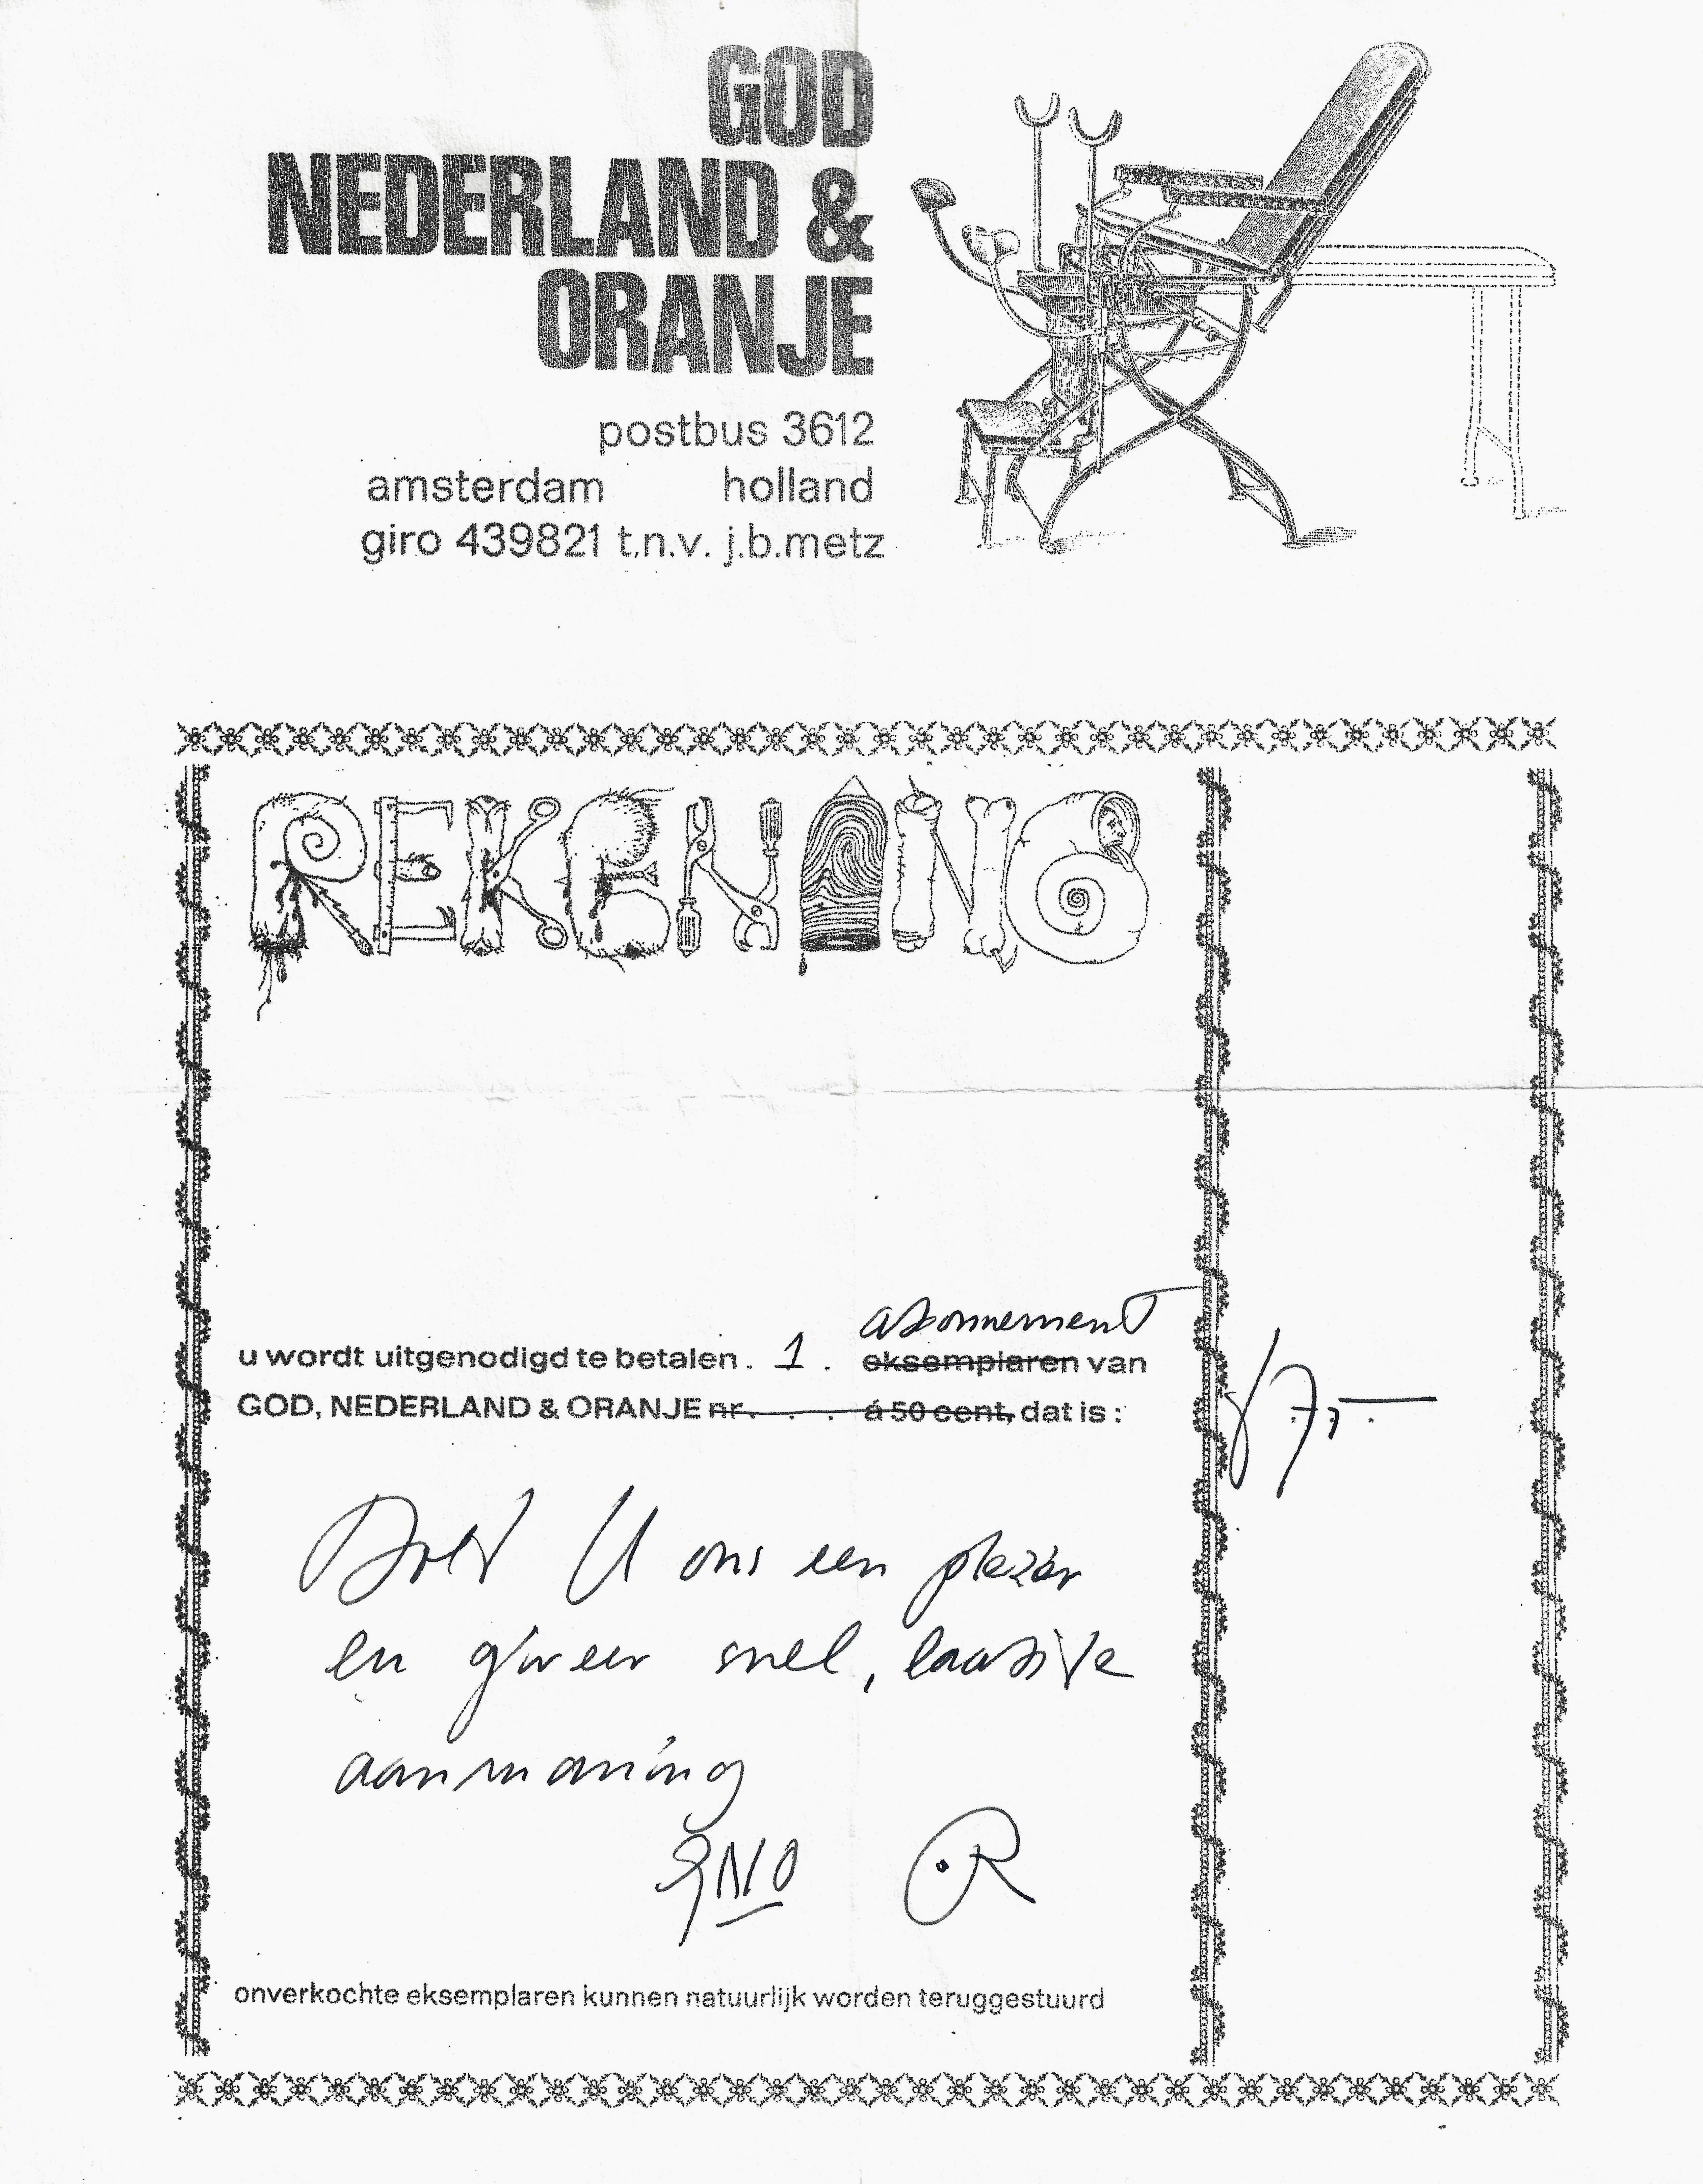 GOD
NEDERLAND &
ORANJE
postbus 3612
amsterdam holland
giro 439821 t.n.v. j.b.metz
REKENING
abonnement
u wordt uitgenodigd te betalen . 1 . eksemplaren van
GOD, NEDERLAND & ORANJE nr. . . . á 50 cent, dat is :
f 7,-
Doet U ons een plezier
en gireer snel, laatste
aanmaning
GNO R
onverkochte eksemplaren kunnen natuurlijk worden teruggestuurd